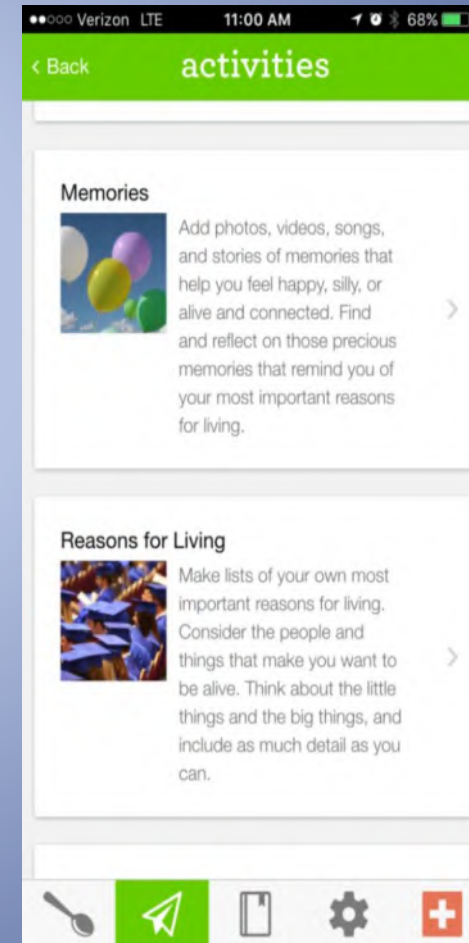 Verizon LTE 11:00 AM 68%
Back activities
Memories
Add photos, videos, songs,
and stories of memories that
help you feel happy, silly, or
alive and connected. Find
and reflect on those precious
memories that remind you of
your most important reasons
for living.
Reasons for Living
Make lists of your own most
important reasons for living.
Consider the people and
things that make you want to
be alive. Think about the little
things and the big things, and
include as much detail as you
can.